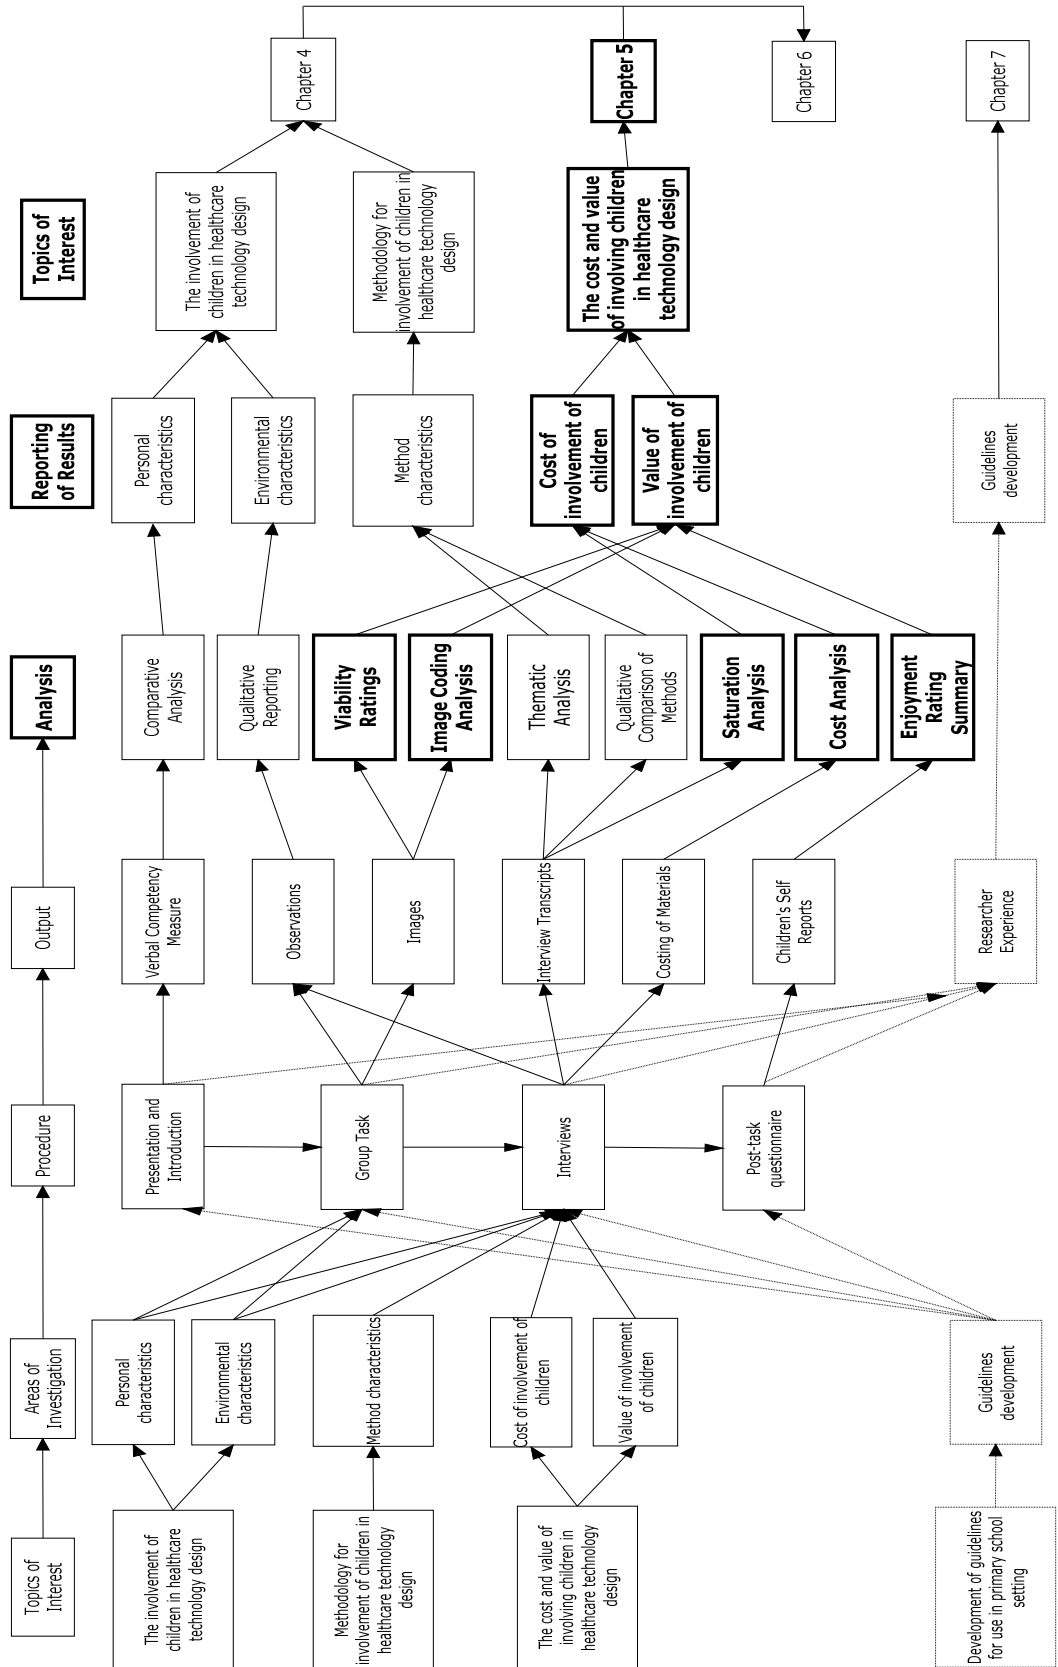 Topics of
Interest
Areas of
Investigation
Procedure
Output
Analysis
Reporting
of Results
Topics of
Interest
The involvement of
children in healthcare
technology design
Personal
characteristics
Environmental
characteristics
Presentation and
Introduction
Verbal Competency
Measure
Comparative
Analysis
Personal
characteristics
The involvement of
children in healthcare
technology design
Chapter 4
Observations
Qualitative
Reporting
Environmental
characteristics
Methodology for
involvement of children in
healthcare technology
design
Method characteristics
Group Task
Images
Viability
Ratings
Image Coding
Analysis
Method
characteristics
Methodology for
involvement of children in
healthcare technology
design
The cost and value of
involving children in
healthcare technology
design
Cost of involvement of
children
Value of involvement
of children
Interviews
Interview Transcripts
Thematic
Analysis
Qualitative
Comparison of
Methods
Saturation
Analysis
Cost of
involvement of
children
Value of
involvement of
children
The cost and value
of involving children
in healthcare
technology design
Chapter 5
Costing of Materials
Cost Analysis
Post-task
questionnaire
Children's Self
Reports
Enjoyment
Rating
Summary
Chapter 6
Development of guidelines
for use in primary school
setting
Guidelines
development
Researcher
Experience
Guidelines
development
Chapter 7